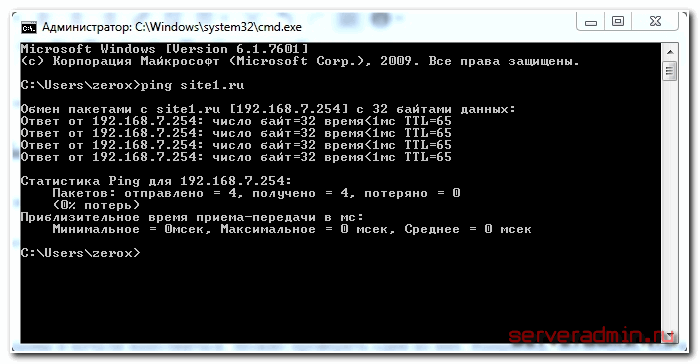 Администратор: C:\Windows\system32\cmd.exe
Microsoft Windows [Version 6.1.7601]
(c) Корпорация Майкрософт (Microsoft Corp.), 2009. Все права защищены.
C:\Users\zerox>ping site1.ru
Обмен пакетами с site1.ru [192.168.7.254] с 32 байтами данных:
Ответ от 192.168.7.254: число байт=32 время<1мс TTL=65
Ответ от 192.168.7.254: число байт=32 время<1мс TTL=65
Ответ от 192.168.7.254: число байт=32 время<1мс TTL=65
Ответ от 192.168.7.254: число байт=32 время<1мс TTL=65
Статистика Ping для 192.168.7.254:
Пакетов: отправлено = 4, получено = 4, потеряно = 0
(0% потерь)
Приблизительное время приема-передачи в мс:
Минимальное = 0мсек, Максимальное = 0 мсек, Среднее = 0 мсек
C:\Users\zerox>
serveradmin.ru